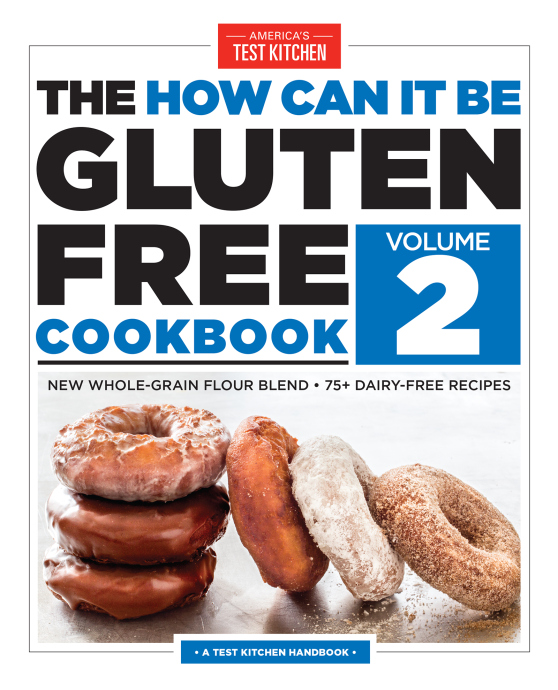 AMERICA'S
TEST KITCHEN
THE HOW CAN IT BE
GLUTEN
FREE
VOLUME
2
COOKBOOK
NEW WHOLE-GRAIN FLOUR BLEND • 75+ DAIRY-FREE RECIPES
• A TEST KITCHEN HANDBOOK •